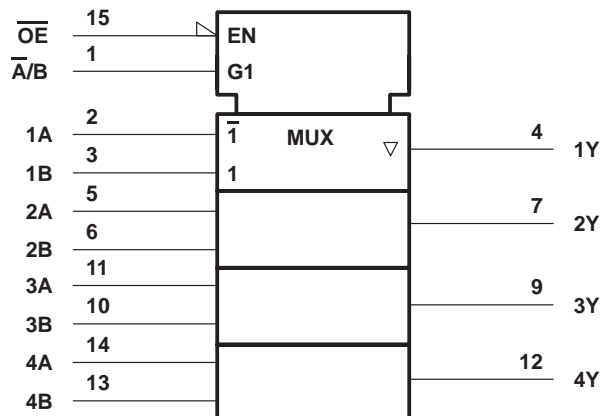 15
O̅E̅ EN
1
A̅/B G1
2
1A 1̅ MUX ▽ 4 1Y
3
1B 1
5
2A 7 2Y
6
2B
11
3A 9 3Y
10
3B
14
4A 12 4Y
13
4B